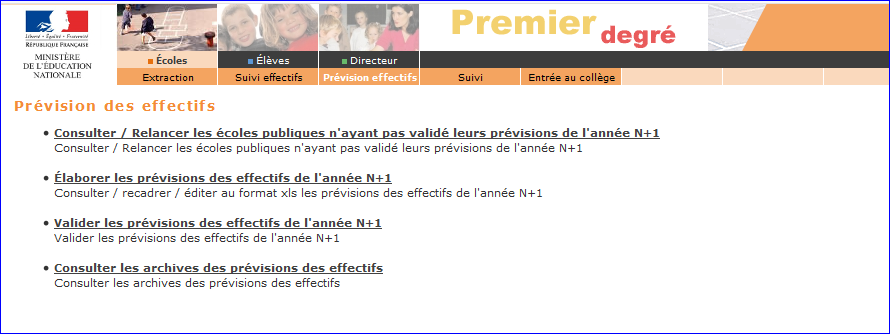 Premier
degré
Liberté • Égalité • Fraternité
RÉPUBLIQUE FRANÇAISE
MINISTÈRE
DE L'ÉDUCATION
NATIONALE
Écoles Élèves Directeur
Extraction Suivi effectifs Prévision effectifs Suivi Entrée au collège
Prévision des effectifs
• Consulter / Relancer les écoles publiques n'ayant pas validé leurs prévisions de l'année N+1
Consulter / Relancer les écoles publiques n'ayant pas validé leurs prévisions de l'année N+1
• Élaborer les prévisions des effectifs de l'année N+1
Consulter / recadrer / éditer au format xls les prévisions des effectifs de l'année N+1
• Valider les prévisions des effectifs de l'année N+1
Valider les prévisions des effectifs de l'année N+1
• Consulter les archives des prévisions des effectifs
Consulter les archives des prévisions des effectifs